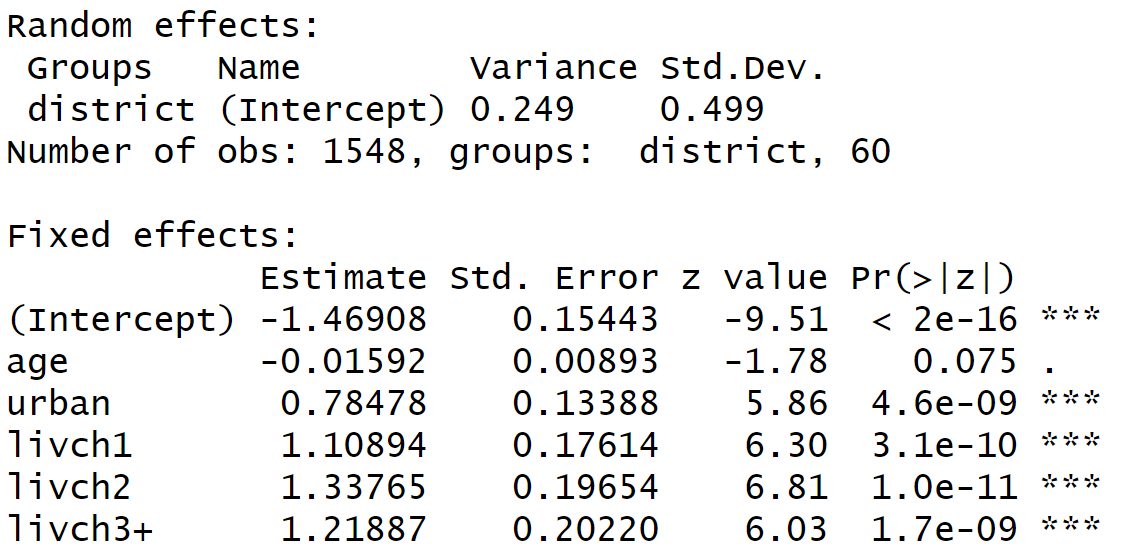 Random effects:
 Groups   Name        Variance Std.Dev.
 district (Intercept) 0.249    0.499
Number of obs: 1548, groups:  district, 60

Fixed effects:
            Estimate Std. Error z value Pr(>|z|)
(Intercept) -1.46908    0.15443   -9.51  < 2e-16 ***
age         -0.01592    0.00893   -1.78    0.075 .
urban        0.78478    0.13388    5.86  4.6e-09 ***
livch1       1.10894    0.17614    6.30  3.1e-10 ***
livch2       1.33765    0.19654    6.81  1.0e-11 ***
livch3+      1.21887    0.20220    6.03  1.7e-09 ***